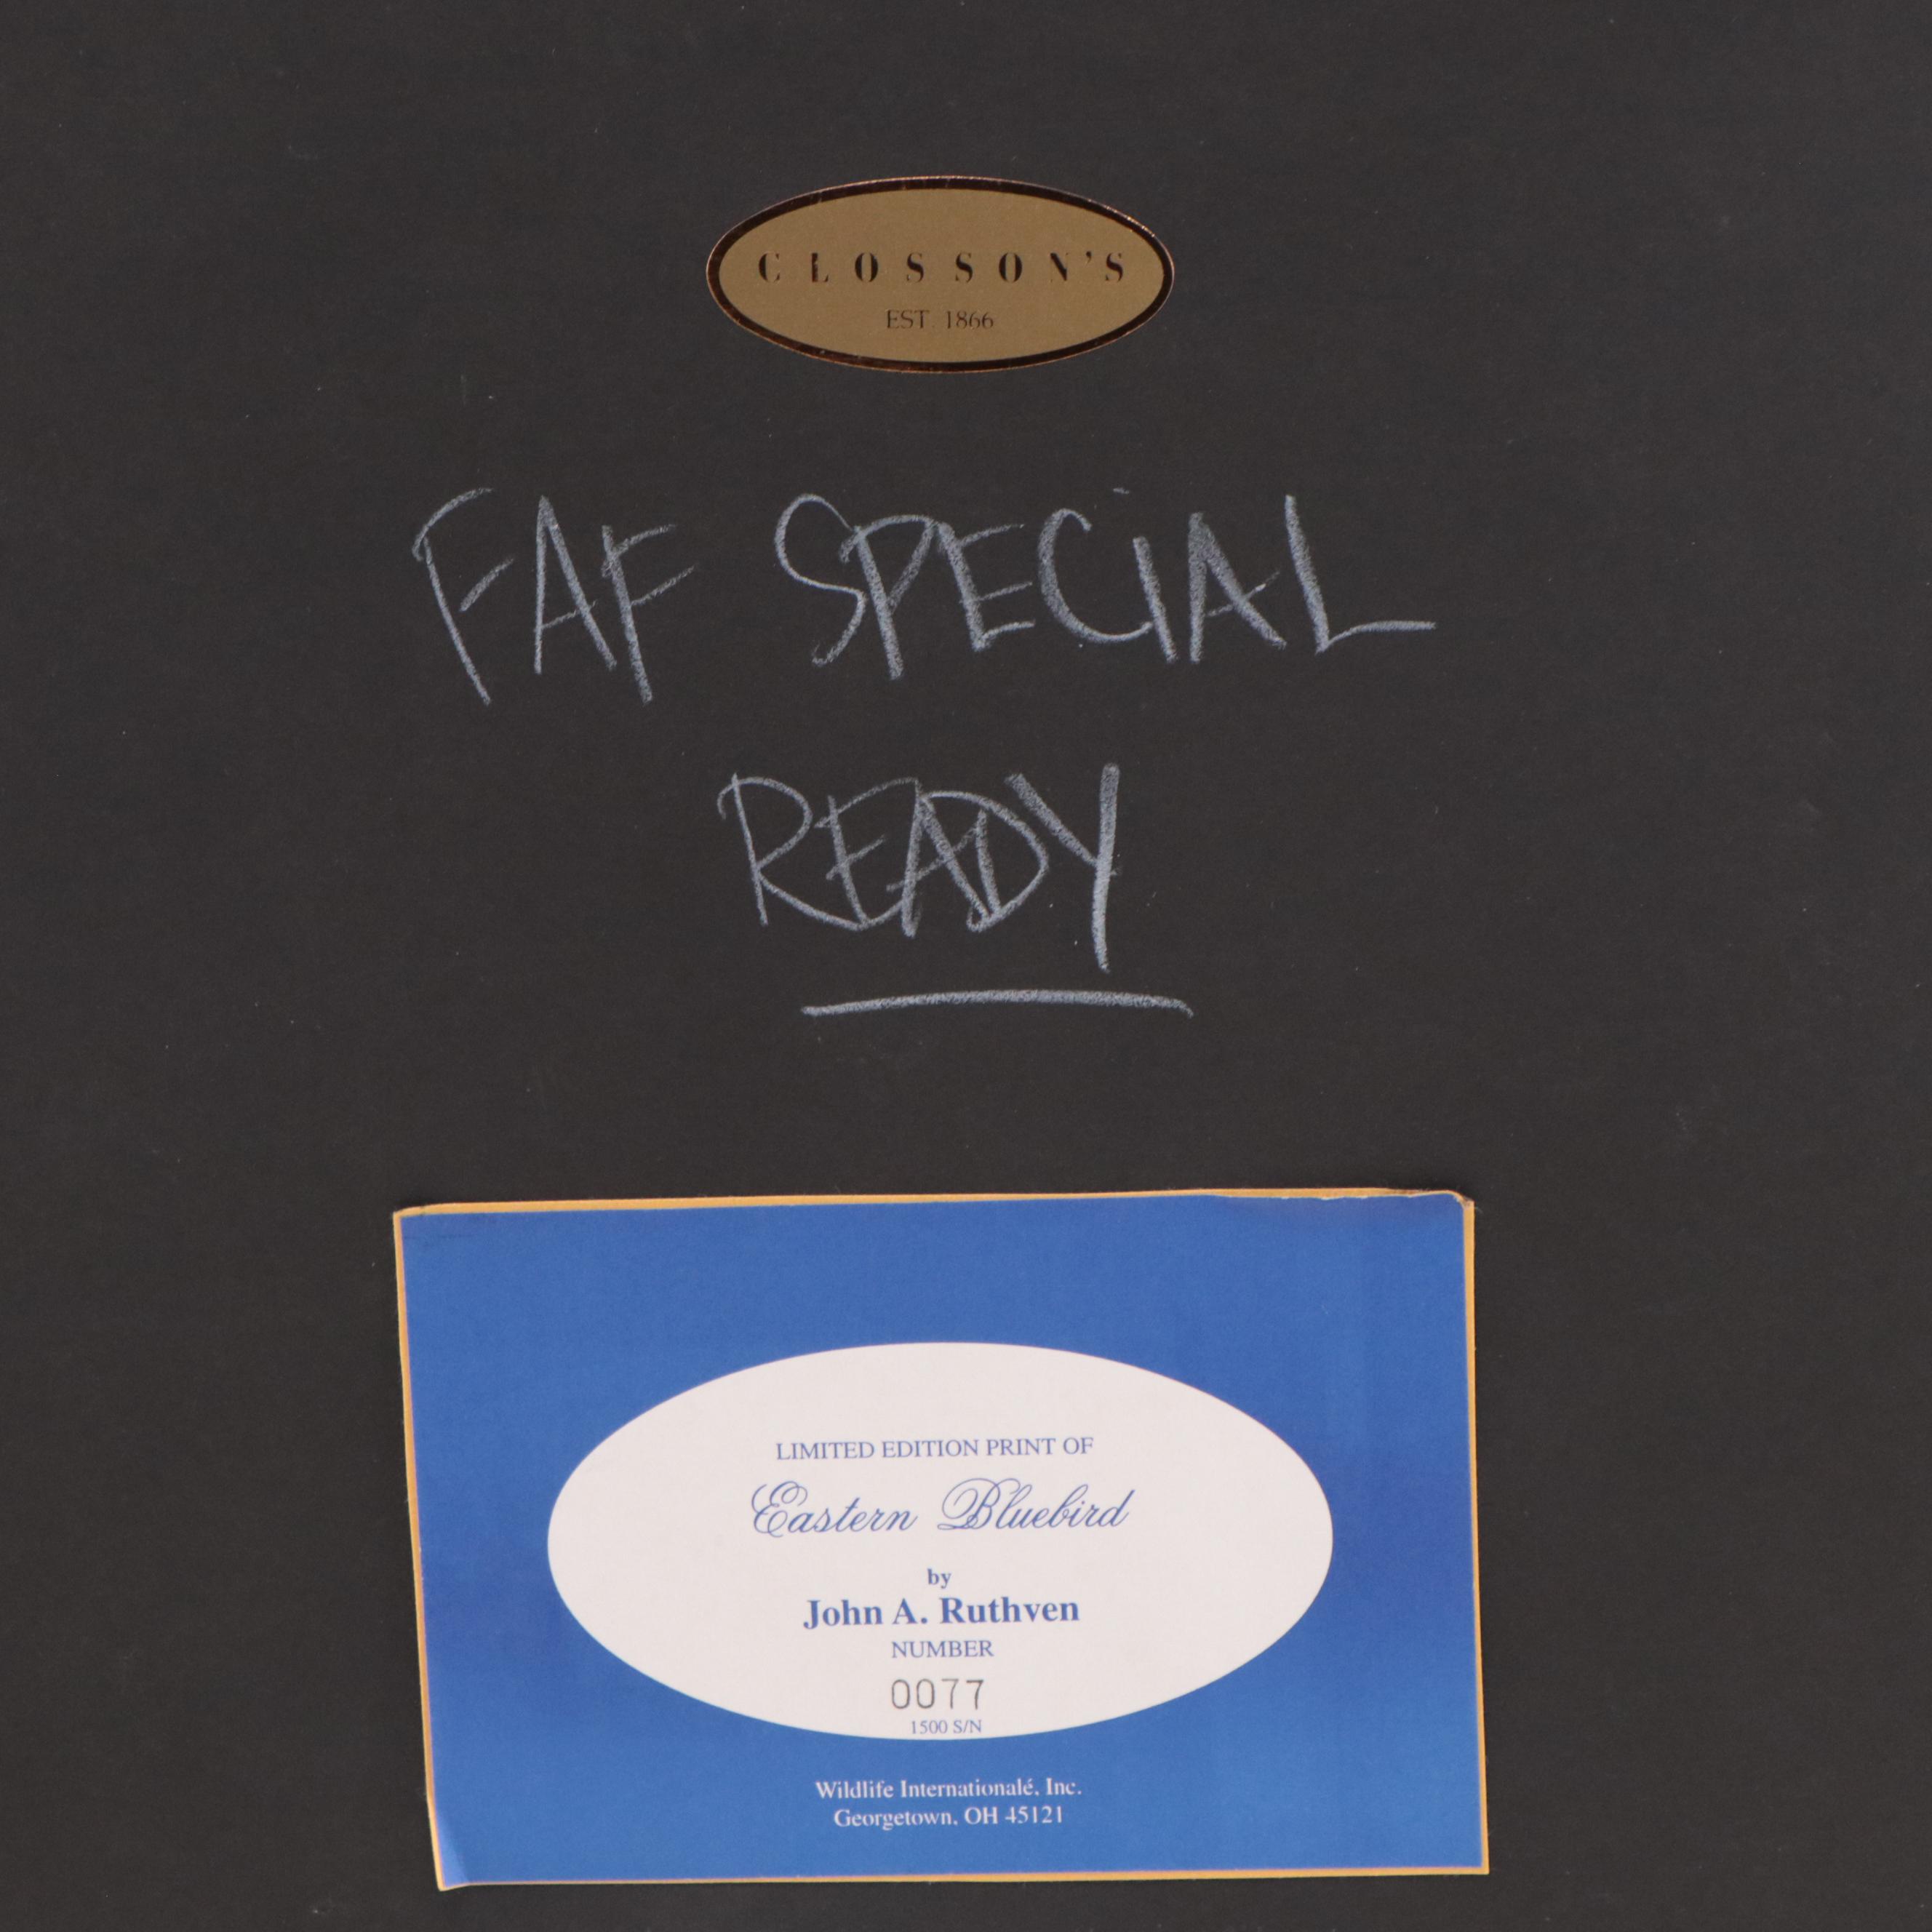 CLOSSON'S
EST. 1866
FAF SPECIAL
READY
LIMITED EDITION PRINT OF
Eastern Bluebird
by
John A. Ruthven
NUMBER
0077
1500 S/N
Wildlife Internationalé, Inc.
Georgetown, OH 45121